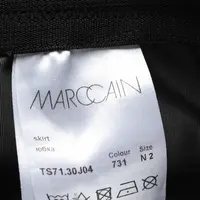 MARCCAIN
skirt
юбка
Colour Size
TS71.30J04 731 N 2